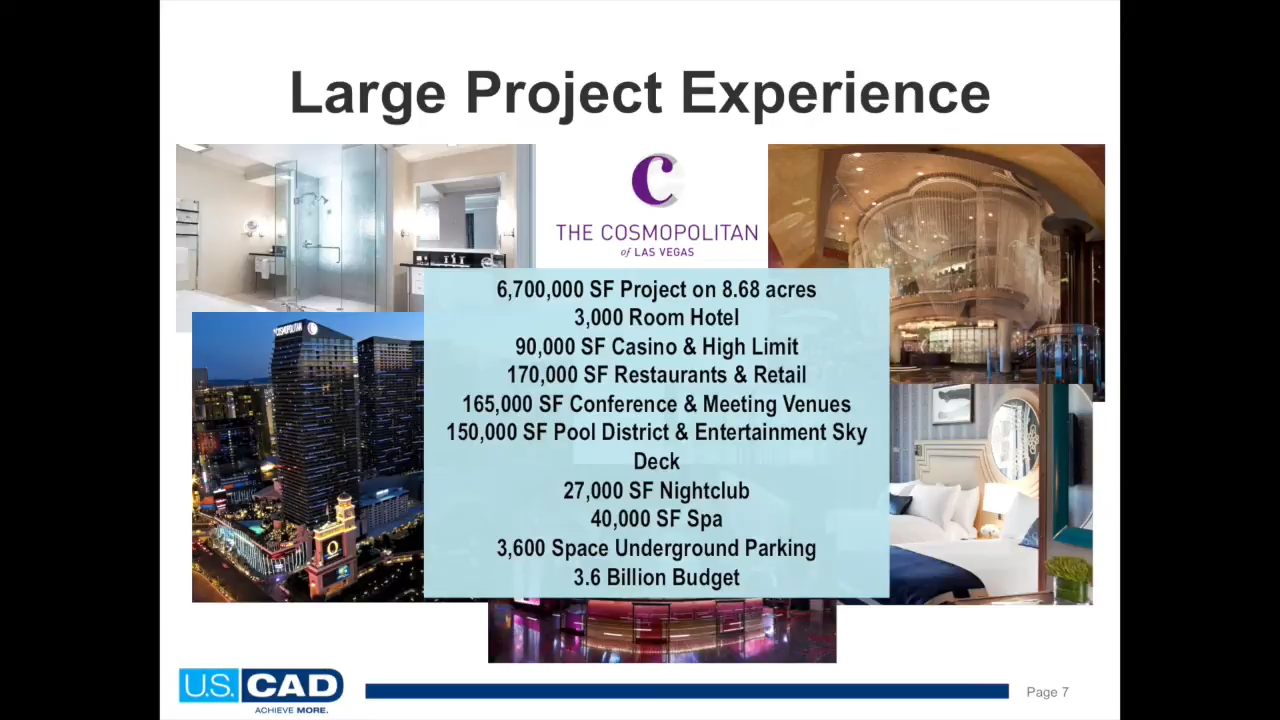 Large Project Experience
C
THE COSMOPOLITAN
of LAS VEGAS
6,700,000 SF Project on 8.68 acres
3,000 Room Hotel
90,000 SF Casino & High Limit
170,000 SF Restaurants & Retail
165,000 SF Conference & Meeting Venues
150,000 SF Pool District & Entertainment Sky
Deck
27,000 SF Nightclub
40,000 SF Spa
3,600 Space Underground Parking
3.6 Billion Budget
COSMOPOLITAN
U.S. CAD
ACHIEVE MORE.
Page 7